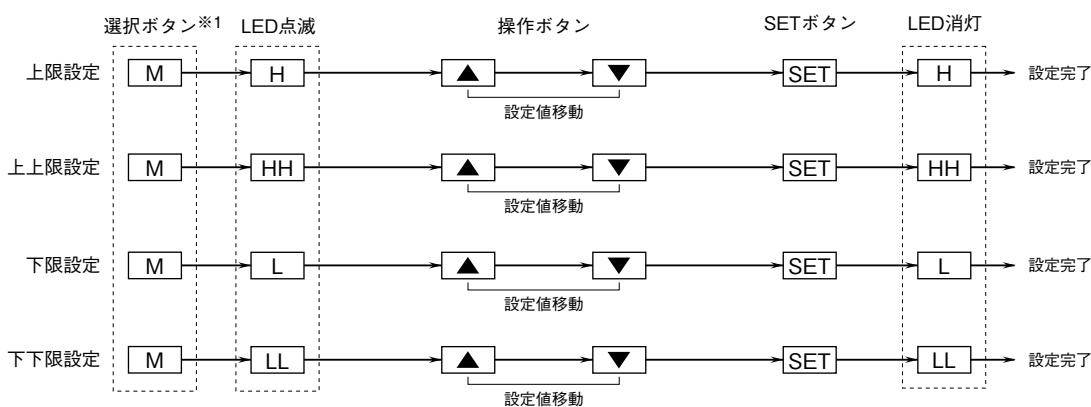 選択ボタン※1 LED点滅 操作ボタン SETボタン LED消灯
上限設定 M H ▲ ▼ SET H 設定完了
設定値移動
上上限設定 M HH ▲ ▼ SET HH 設定完了
設定値移動
下限設定 M L ▲ ▼ SET L 設定完了
設定値移動
下下限設定 M LL ▲ ▼ SET LL 設定完了
設定値移動